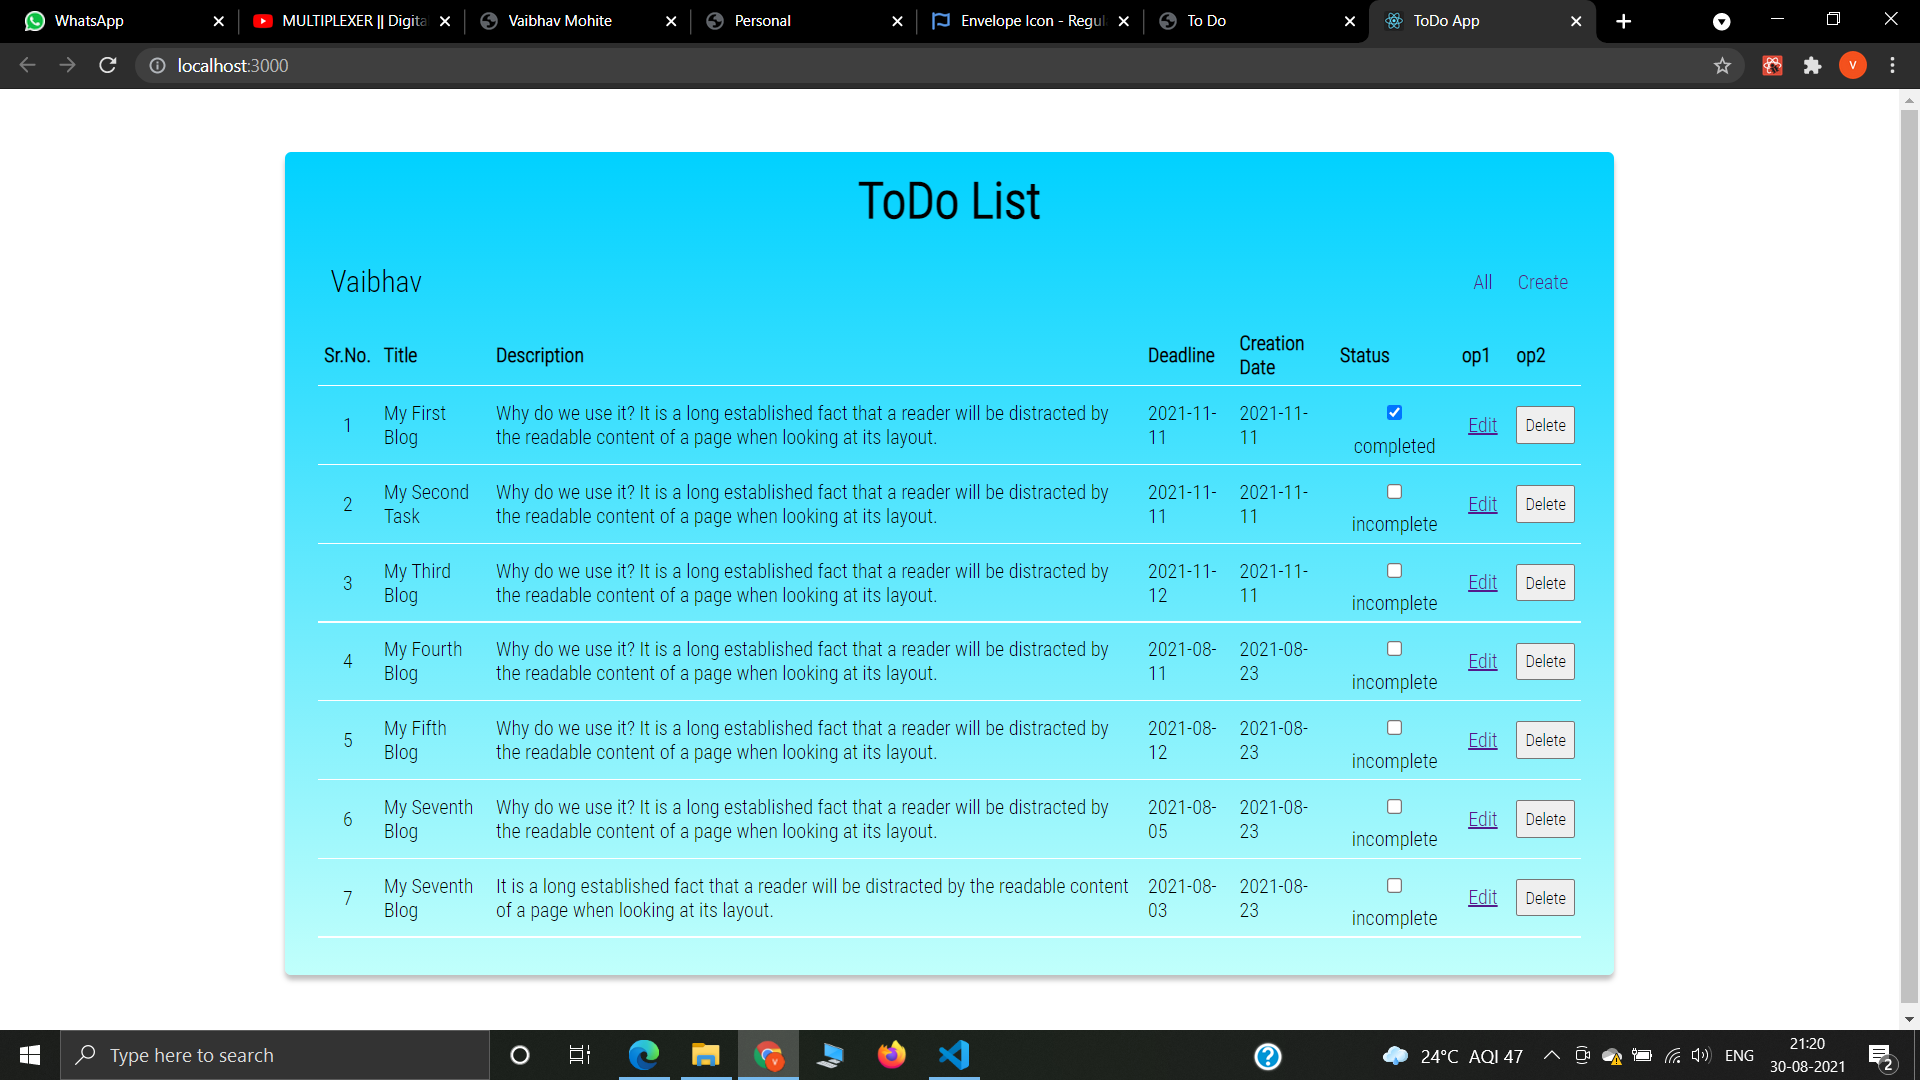 WhatsApp
MULTIPLEXER || Digita
Vaibhav Mohite
Personal
Envelope Icon - Regul
To Do
ToDo App
localhost:3000
V
ToDo List
Vaibhav
All
Create
Sr.No. Title Description Deadline Creation Date Status op1 op2
1 My First Blog Why do we use it? It is a long established fact that a reader will be distracted by
the readable content of a page when looking at its layout. 2021-11-11 2021-11-11 completed Edit Delete
2 My Second Task Why do we use it? It is a long established fact that a reader will be distracted by
the readable content of a page when looking at its layout. 2021-11-11 2021-11-11 incomplete Edit Delete
3 My Third Blog Why do we use it? It is a long established fact that a reader will be distracted by
the readable content of a page when looking at its layout. 2021-11-12 2021-11-11 incomplete Edit Delete
4 My Fourth Blog Why do we use it? It is a long established fact that a reader will be distracted by
the readable content of a page when looking at its layout. 2021-08-11 2021-08-23 incomplete Edit Delete
5 My Fifth Blog Why do we use it? It is a long established fact that a reader will be distracted by
the readable content of a page when looking at its layout. 2021-08-12 2021-08-23 incomplete Edit Delete
6 My Seventh Blog Why do we use it? It is a long established fact that a reader will be distracted by
the readable content of a page when looking at its layout. 2021-08-05 2021-08-23 incomplete Edit Delete
7 My Seventh Blog It is a long established fact that a reader will be distracted by the readable content
of a page when looking at its layout. 2021-08-03 2021-08-23 incomplete Edit Delete
Type here to search
24°C AQI 47
ENG
21:20
30-08-2021
2